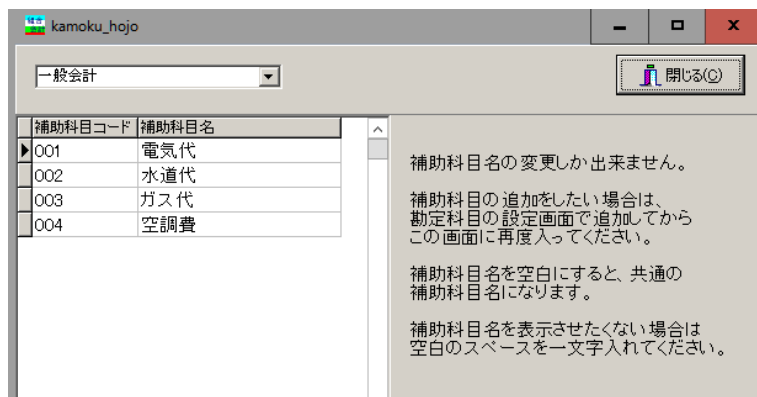 kamoku_hojo
一般会計
閉じる(C)
補助科目コード 補助科目名
001 電気代
002 水道代
003 ガス代
004 空調費
補助科目名の変更しか出来ません。
補助科目の追加をしたい場合は、
勘定科目の設定画面で追加してから
この画面に再度入ってください。
補助科目名を空白にすると、共通の
補助科目名になります。
補助科目名を表示させたくない場合は
空白のスペースを一文字入れてください。